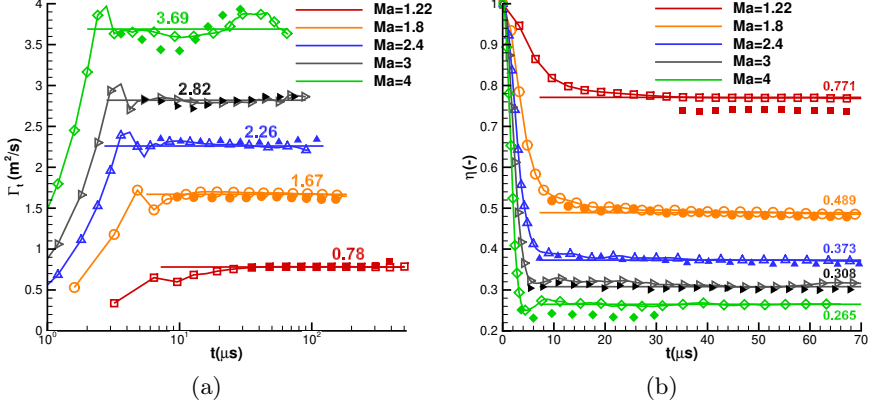 4
3.5
3
2.5
2
1.5
1
0.5
0
Γt (m²/s)
10⁰
10¹
10²
t(μs)
3.69
2.82
2.26
1.67
0.78
Ma=1.22
Ma=1.8
Ma=2.4
Ma=3
Ma=4
(a)
1
0.9
0.8
0.7
0.6
0.5
0.4
0.3
0.2
η(-)
0
10
20
30
40
50
60
70
t(μs)
Ma=1.22
Ma=1.8
Ma=2.4
Ma=3
Ma=4
0.771
0.489
0.373
0.308
0.265
(b)